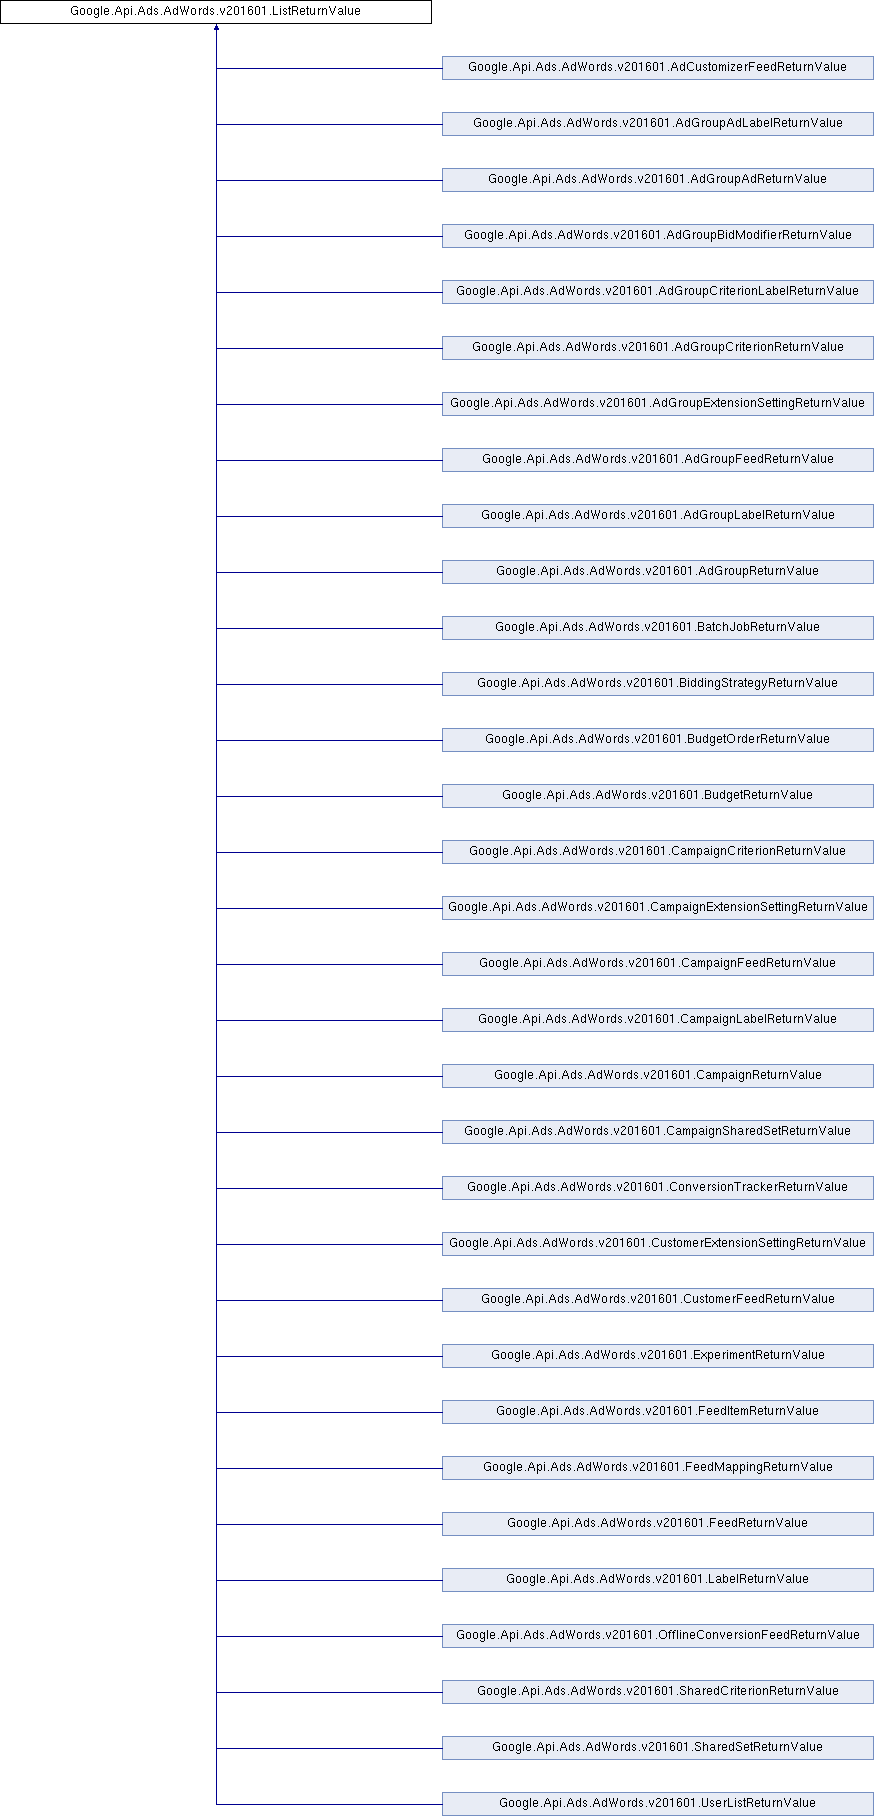 Google.Api.Ads.AdWords.v201601.ListReturnValue
Google.Api.Ads.AdWords.v201601.AdCustomizerFeedReturnValue
Google.Api.Ads.AdWords.v201601.AdGroupAdLabelReturnValue
Google.Api.Ads.AdWords.v201601.AdGroupAdReturnValue
Google.Api.Ads.AdWords.v201601.AdGroupBidModifierReturnValue
Google.Api.Ads.AdWords.v201601.AdGroupCriterionLabelReturnValue
Google.Api.Ads.AdWords.v201601.AdGroupCriterionReturnValue
Google.Api.Ads.AdWords.v201601.AdGroupExtensionSettingReturnValue
Google.Api.Ads.AdWords.v201601.AdGroupFeedReturnValue
Google.Api.Ads.AdWords.v201601.AdGroupLabelReturnValue
Google.Api.Ads.AdWords.v201601.AdGroupReturnValue
Google.Api.Ads.AdWords.v201601.BatchJobReturnValue
Google.Api.Ads.AdWords.v201601.BiddingStrategyReturnValue
Google.Api.Ads.AdWords.v201601.BudgetOrderReturnValue
Google.Api.Ads.AdWords.v201601.BudgetReturnValue
Google.Api.Ads.AdWords.v201601.CampaignCriterionReturnValue
Google.Api.Ads.AdWords.v201601.CampaignExtensionSettingReturnValue
Google.Api.Ads.AdWords.v201601.CampaignFeedReturnValue
Google.Api.Ads.AdWords.v201601.CampaignLabelReturnValue
Google.Api.Ads.AdWords.v201601.CampaignReturnValue
Google.Api.Ads.AdWords.v201601.CampaignSharedSetReturnValue
Google.Api.Ads.AdWords.v201601.ConversionTrackerReturnValue
Google.Api.Ads.AdWords.v201601.CustomerExtensionSettingReturnValue
Google.Api.Ads.AdWords.v201601.CustomerFeedReturnValue
Google.Api.Ads.AdWords.v201601.ExperimentReturnValue
Google.Api.Ads.AdWords.v201601.FeedItemReturnValue
Google.Api.Ads.AdWords.v201601.FeedMappingReturnValue
Google.Api.Ads.AdWords.v201601.FeedReturnValue
Google.Api.Ads.AdWords.v201601.LabelReturnValue
Google.Api.Ads.AdWords.v201601.OfflineConversionFeedReturnValue
Google.Api.Ads.AdWords.v201601.SharedCriterionReturnValue
Google.Api.Ads.AdWords.v201601.SharedSetReturnValue
Google.Api.Ads.AdWords.v201601.UserListReturnValue